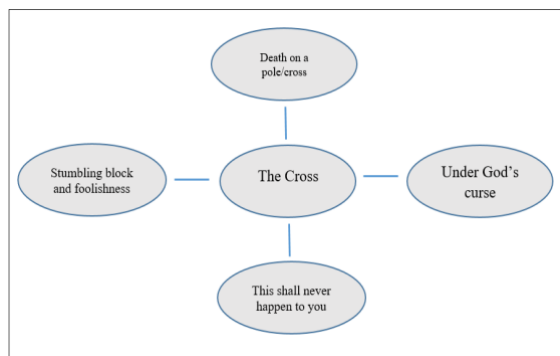 Death on a
pole/cross
Stumbling block
and foolishness
The Cross
Under God's
curse
This shall never
happen to you